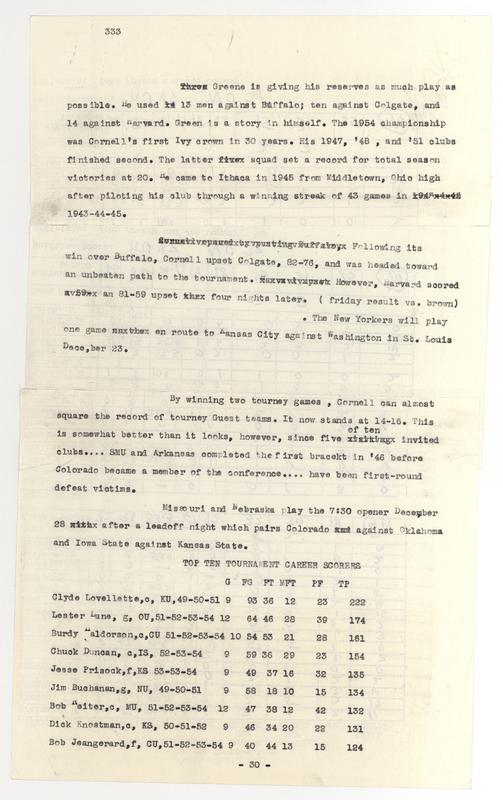 333
Three Greene is giving his reserves as much play as
possible. He used in 13 men against Buffalo; ten against Colgate, and
14 against Harvard. Green is a story in himself. The 1954 championship
was Cornell's first Ivy crown in 30 years. His 1947, '48 , and '51 clubs
finished second. The latter squad set a record for total season
victories at 20. He came to Ithaca in 1945 from Middletown, Ohio high
after piloting his club through a winning streak of 43 games in
1943-44-45.
Following its
win over Buffalo, Cornell upset Colgate, 82-76, and was headed toward
an unbeaten path to the tournament. However, Harvard scored
an 81-59 upset four nights later. ( friday result vs. brown)
. The New Yorkers will play
one game en route to Kansas City against Washington in St. Louis
Dece,ber 23.
By winning two tourney games , Cornell can almost
square the record of tourney Guest teams. It now stands at 14-16. This
of ten
is somewhat better than it looks, however, since five invited
clubs.... SMU and Arkansas completed the first bracekt in '46 before
Colorado became a member of the conference.... have been first-round
defeat victims.
Missouri and Nebraska play the 7:30 opener December
28 after a leadoff night which pairs Colorado against Oklahoma
and Iowa State against Kansas State.
TOP TEN TOURNAMENT CAREER SCORERS
G FG FT MFT PF TP
Clyde Lovellette,c, KU,49-50-51 9 93 36 12 23 222
Lester Lane, g, OU,51-52-53-54 12 64 46 28 39 174
Burdy Haldorson,c,CU 51-52-53-54 10 54 53 21 28 161
Chuck Duncan, c,IS, 52-53-54 9 59 36 29 23 154
Jesse Prisock,f,KS 53-53-54 9 49 37 16 32 135
Jim Buchanan,g, NU, 49-50-51 9 58 18 10 15 134
Bob Reiter,c, MU, 51-52-53-54 12 47 38 12 42 132
Dick Knostman,c, KS, 50-51-52 9 46 34 20 22 131
Bob Jeangerard,f, CU,51-52-53-54 9 40 44 13 15 124
- 30 -